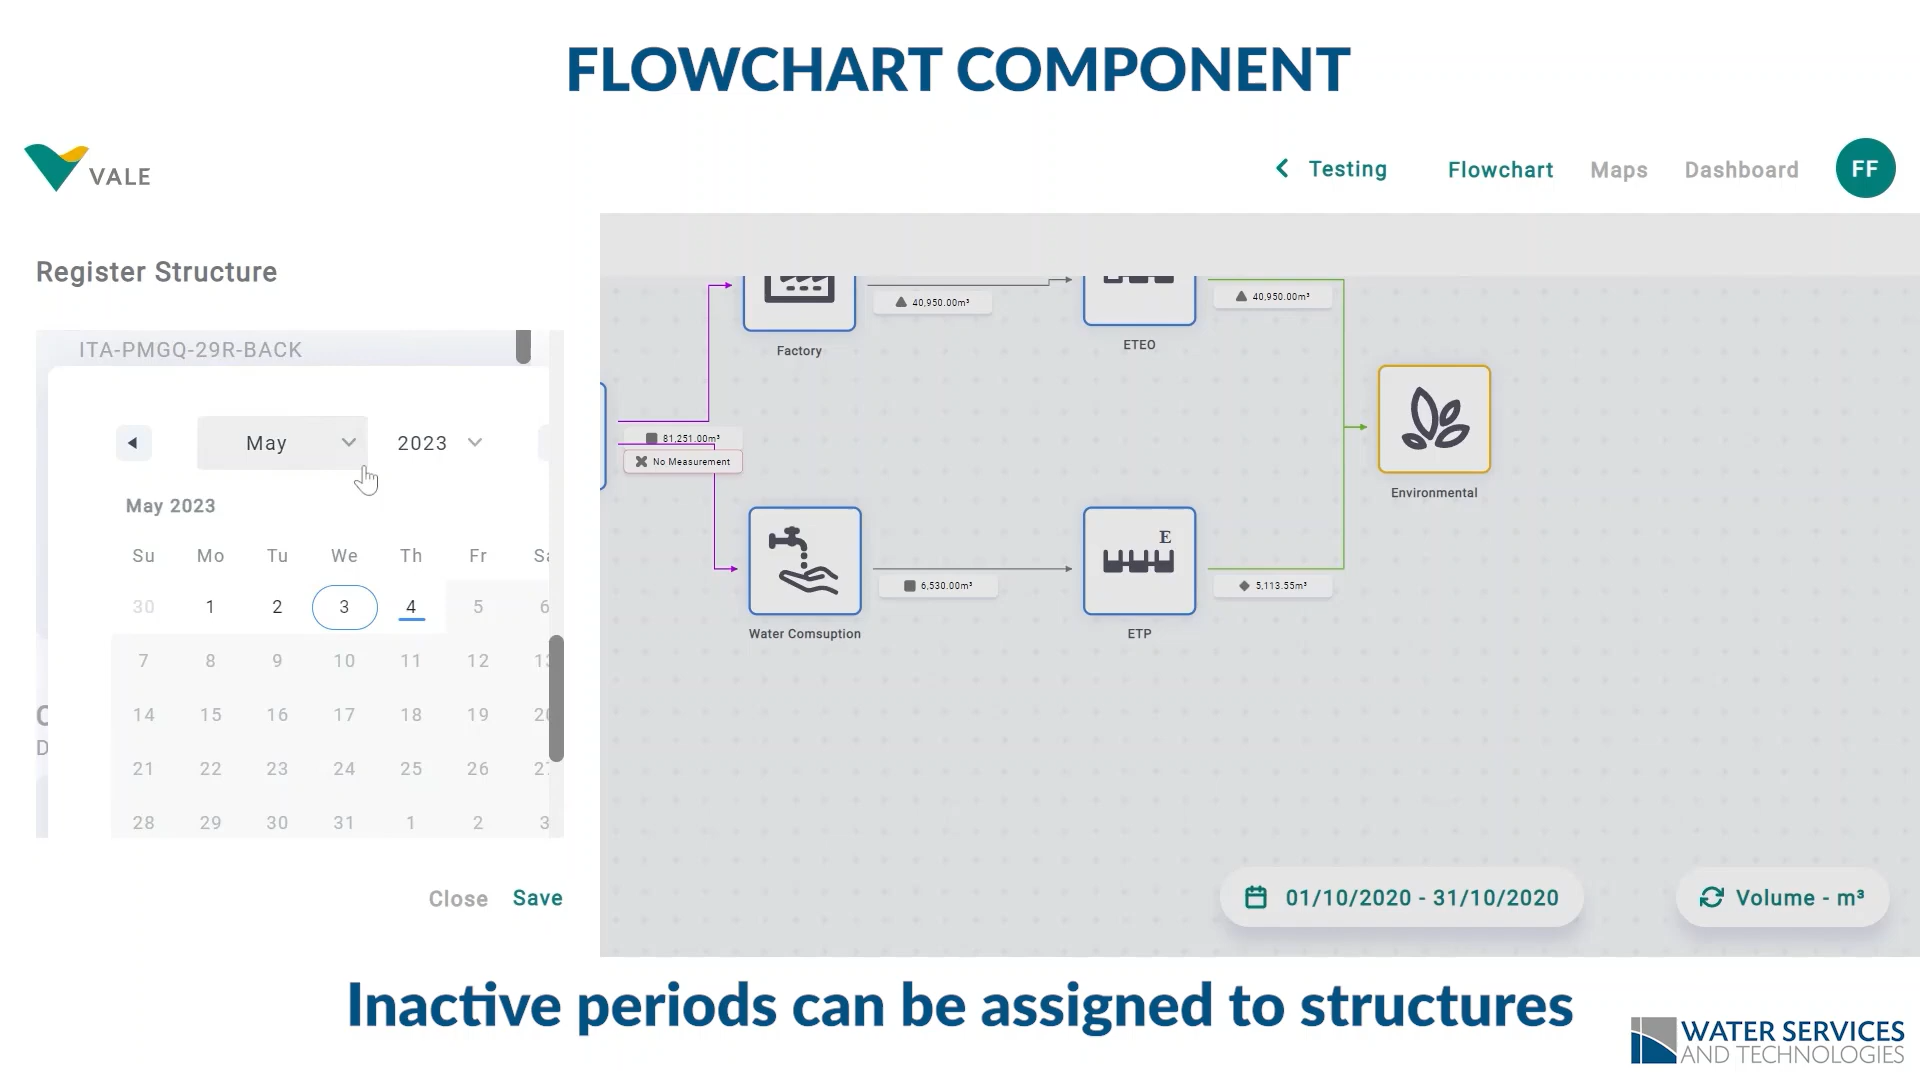 FLOWCHART COMPONENT
VALE
Testing
Flowchart
Maps
Dashboard
FF
Register Structure
ITA-PMGQ-29R-BACK
May
2023
May 2023
Su Mo Tu We Th Fr
30 1 2 3 4 5 6
7 8 9 10 11 12
14 15 16 17 18 19
21 22 23 24 25 26
28 29 30 31 1 2 3
Close Save
40,950.00m³
40,950.00m³
Factory
ETEO
81,251.00m³
No Measurement
Environmental
E
6,530.00m³
5,113.55m³
Water Comsuption
ETP
01/10/2020 - 31/10/2020
Volume - m³
Inactive periods can be assigned to structures
WATER SERVICES
AND TECHNOLOGIES